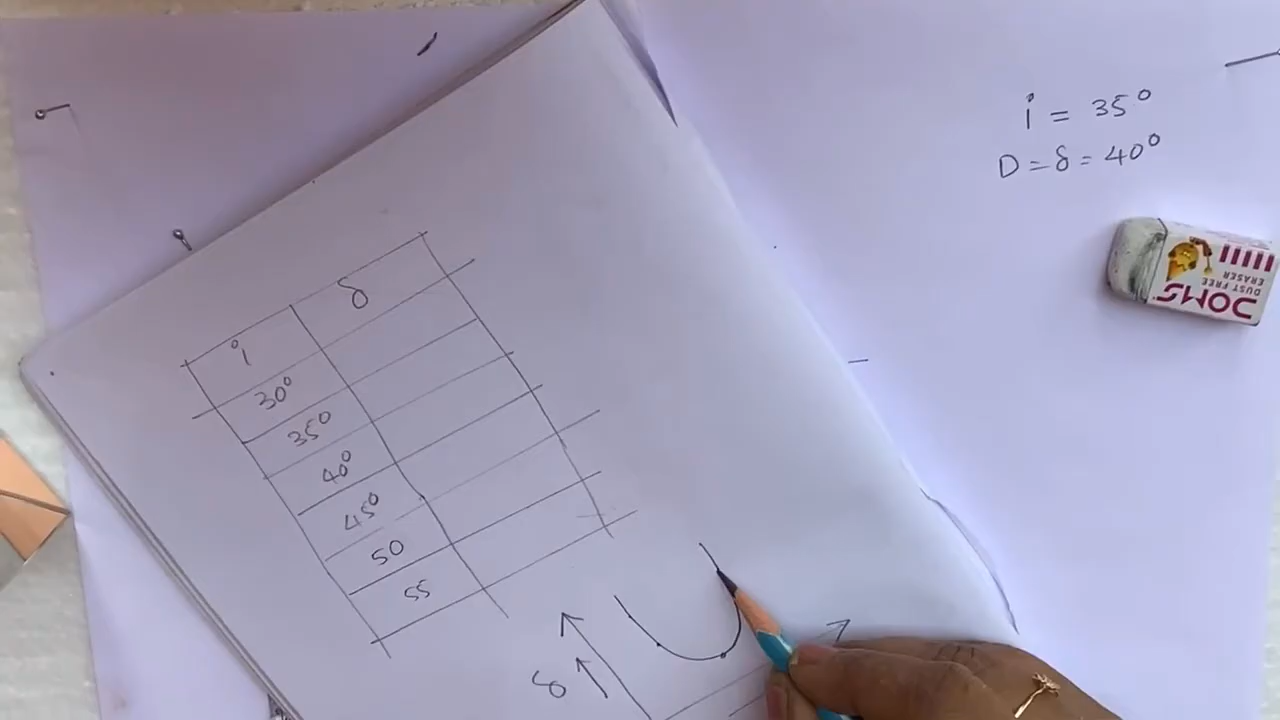 i = 35°
D = δ = 40°
DOMS
DUST FREE
ERASER
i δ
30°
35°
40°
45°
50
55
δ